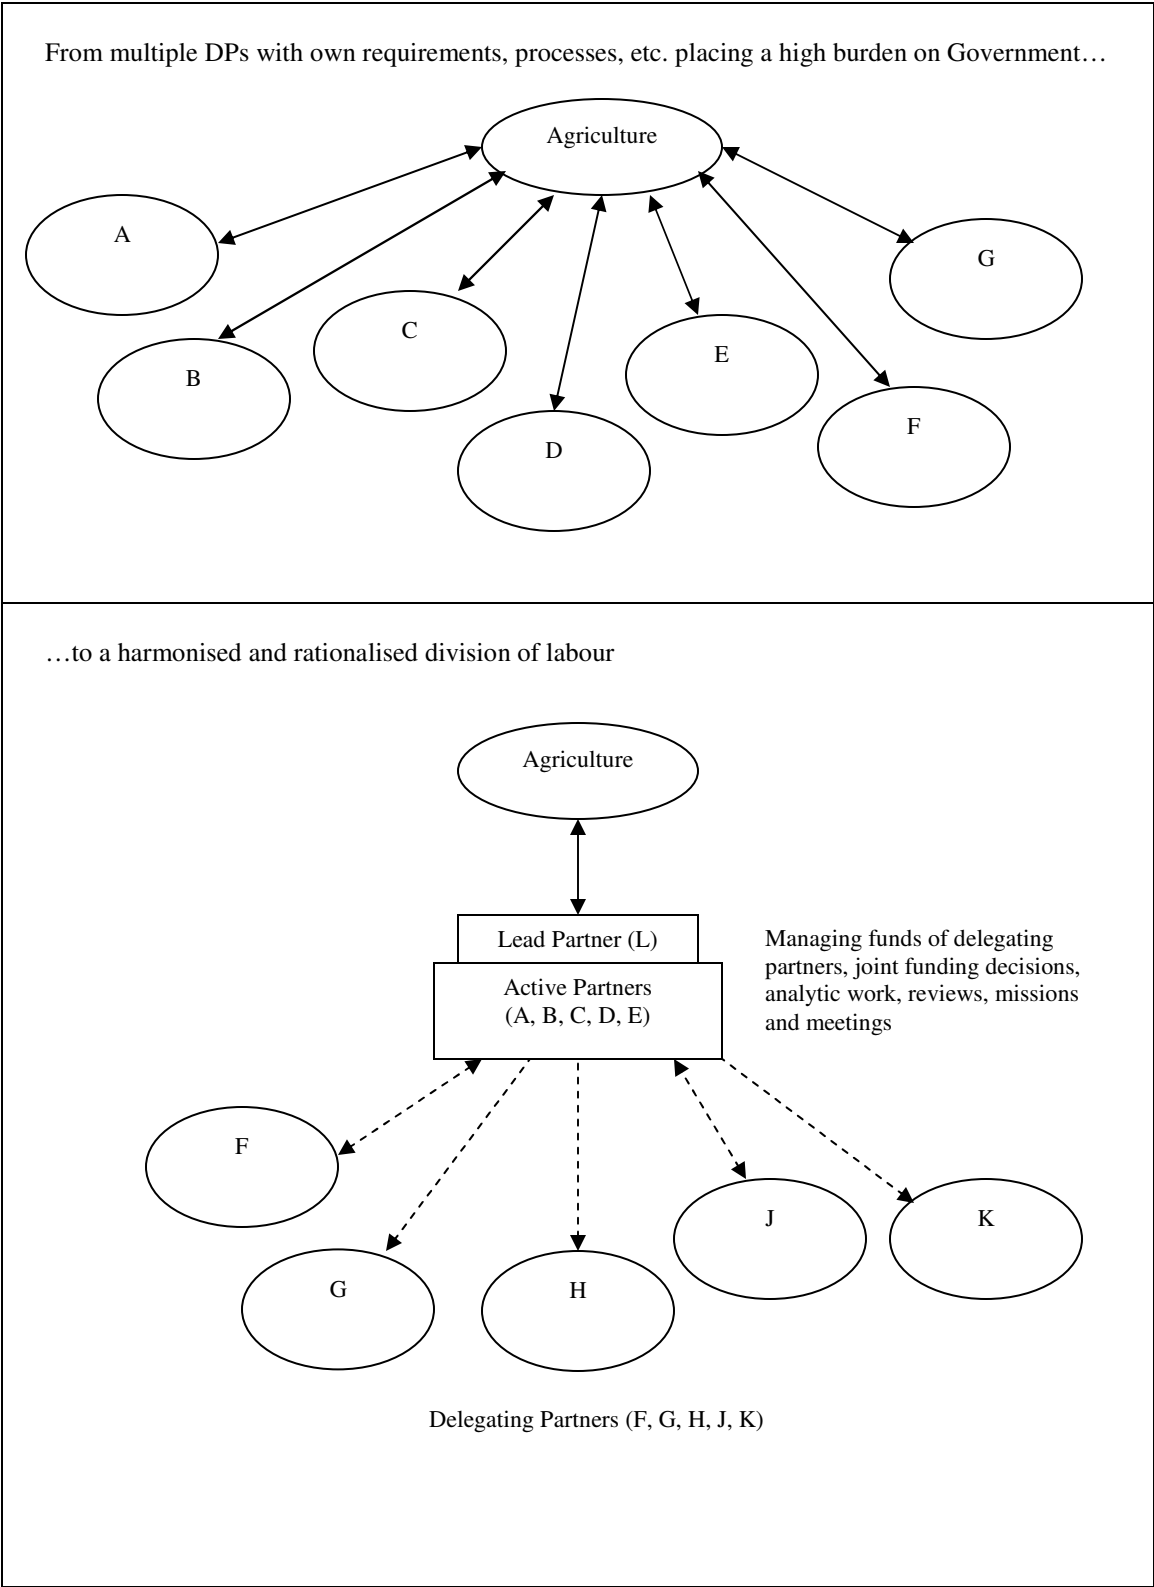 From multiple DPs with own requirements, processes, etc. placing a high burden on Government…
Agriculture
A
G
C
E
B
F
D
…to a harmonised and rationalised division of labour
Agriculture
Lead Partner (L)
Active Partners
(A, B, C, D, E)
Managing funds of delegating
partners, joint funding decisions,
analytic work, reviews, missions
and meetings
F
J
K
G
H
Delegating Partners (F, G, H, J, K)